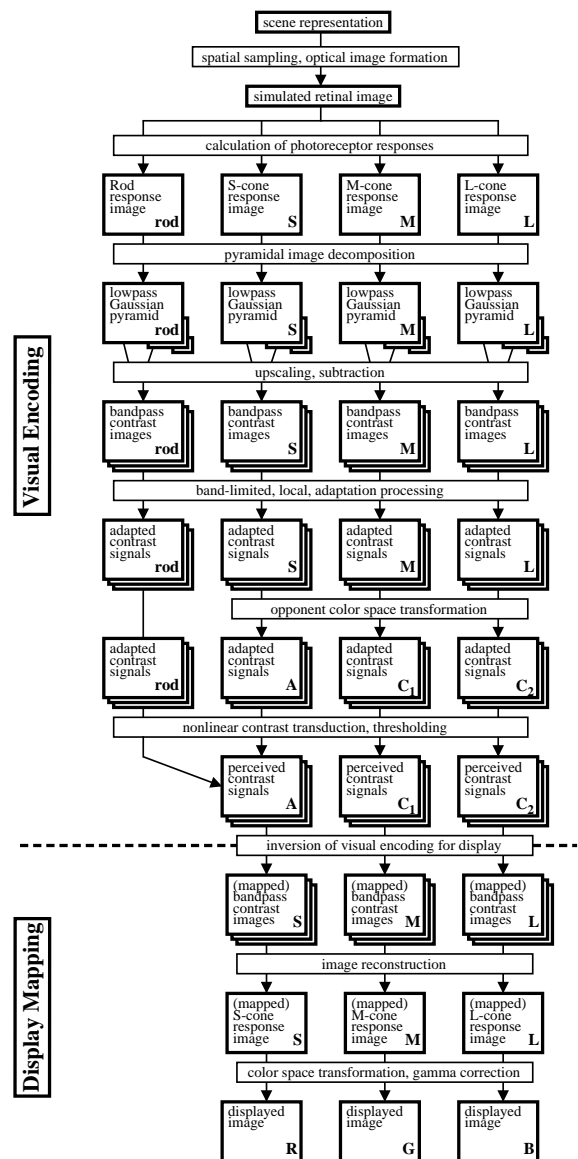 scene representation
spatial sampling, optical image formation
simulated retinal image
calculation of photoreceptor responses
Rod
response
image
rod
S-cone
response
image
S
M-cone
response
image
M
L-cone
response
image
L
pyramidal image decomposition
lowpass
Gaussian
pyramid
rod
lowpass
Gaussian
pyramid
S
lowpass
Gaussian
pyramid
M
lowpass
Gaussian
pyramid
L
upscaling, subtraction
bandpass
contrast
images
rod
bandpass
contrast
images
S
bandpass
contrast
images
M
bandpass
contrast
images
L
band-limited, local, adaptation processing
adapted
contrast
signals
rod
adapted
contrast
signals
S
adapted
contrast
signals
M
adapted
contrast
signals
L
opponent color space transformation
adapted
contrast
signals
rod
adapted
contrast
signals
A
adapted
contrast
signals
C1
adapted
contrast
signals
C2
nonlinear contrast transduction, thresholding
perceived
contrast
signals
A
perceived
contrast
signals
C1
perceived
contrast
signals
C2
Visual Encoding
inversion of visual encoding for display
(mapped)
bandpass
contrast
images
S
(mapped)
bandpass
contrast
images
M
(mapped)
bandpass
contrast
images
L
image reconstruction
(mapped)
S-cone
response
image
S
(mapped)
M-cone
response
image
M
(mapped)
L-cone
response
image
L
color space transformation, gamma correction
displayed
image
R
displayed
image
G
displayed
image
B
Display Mapping